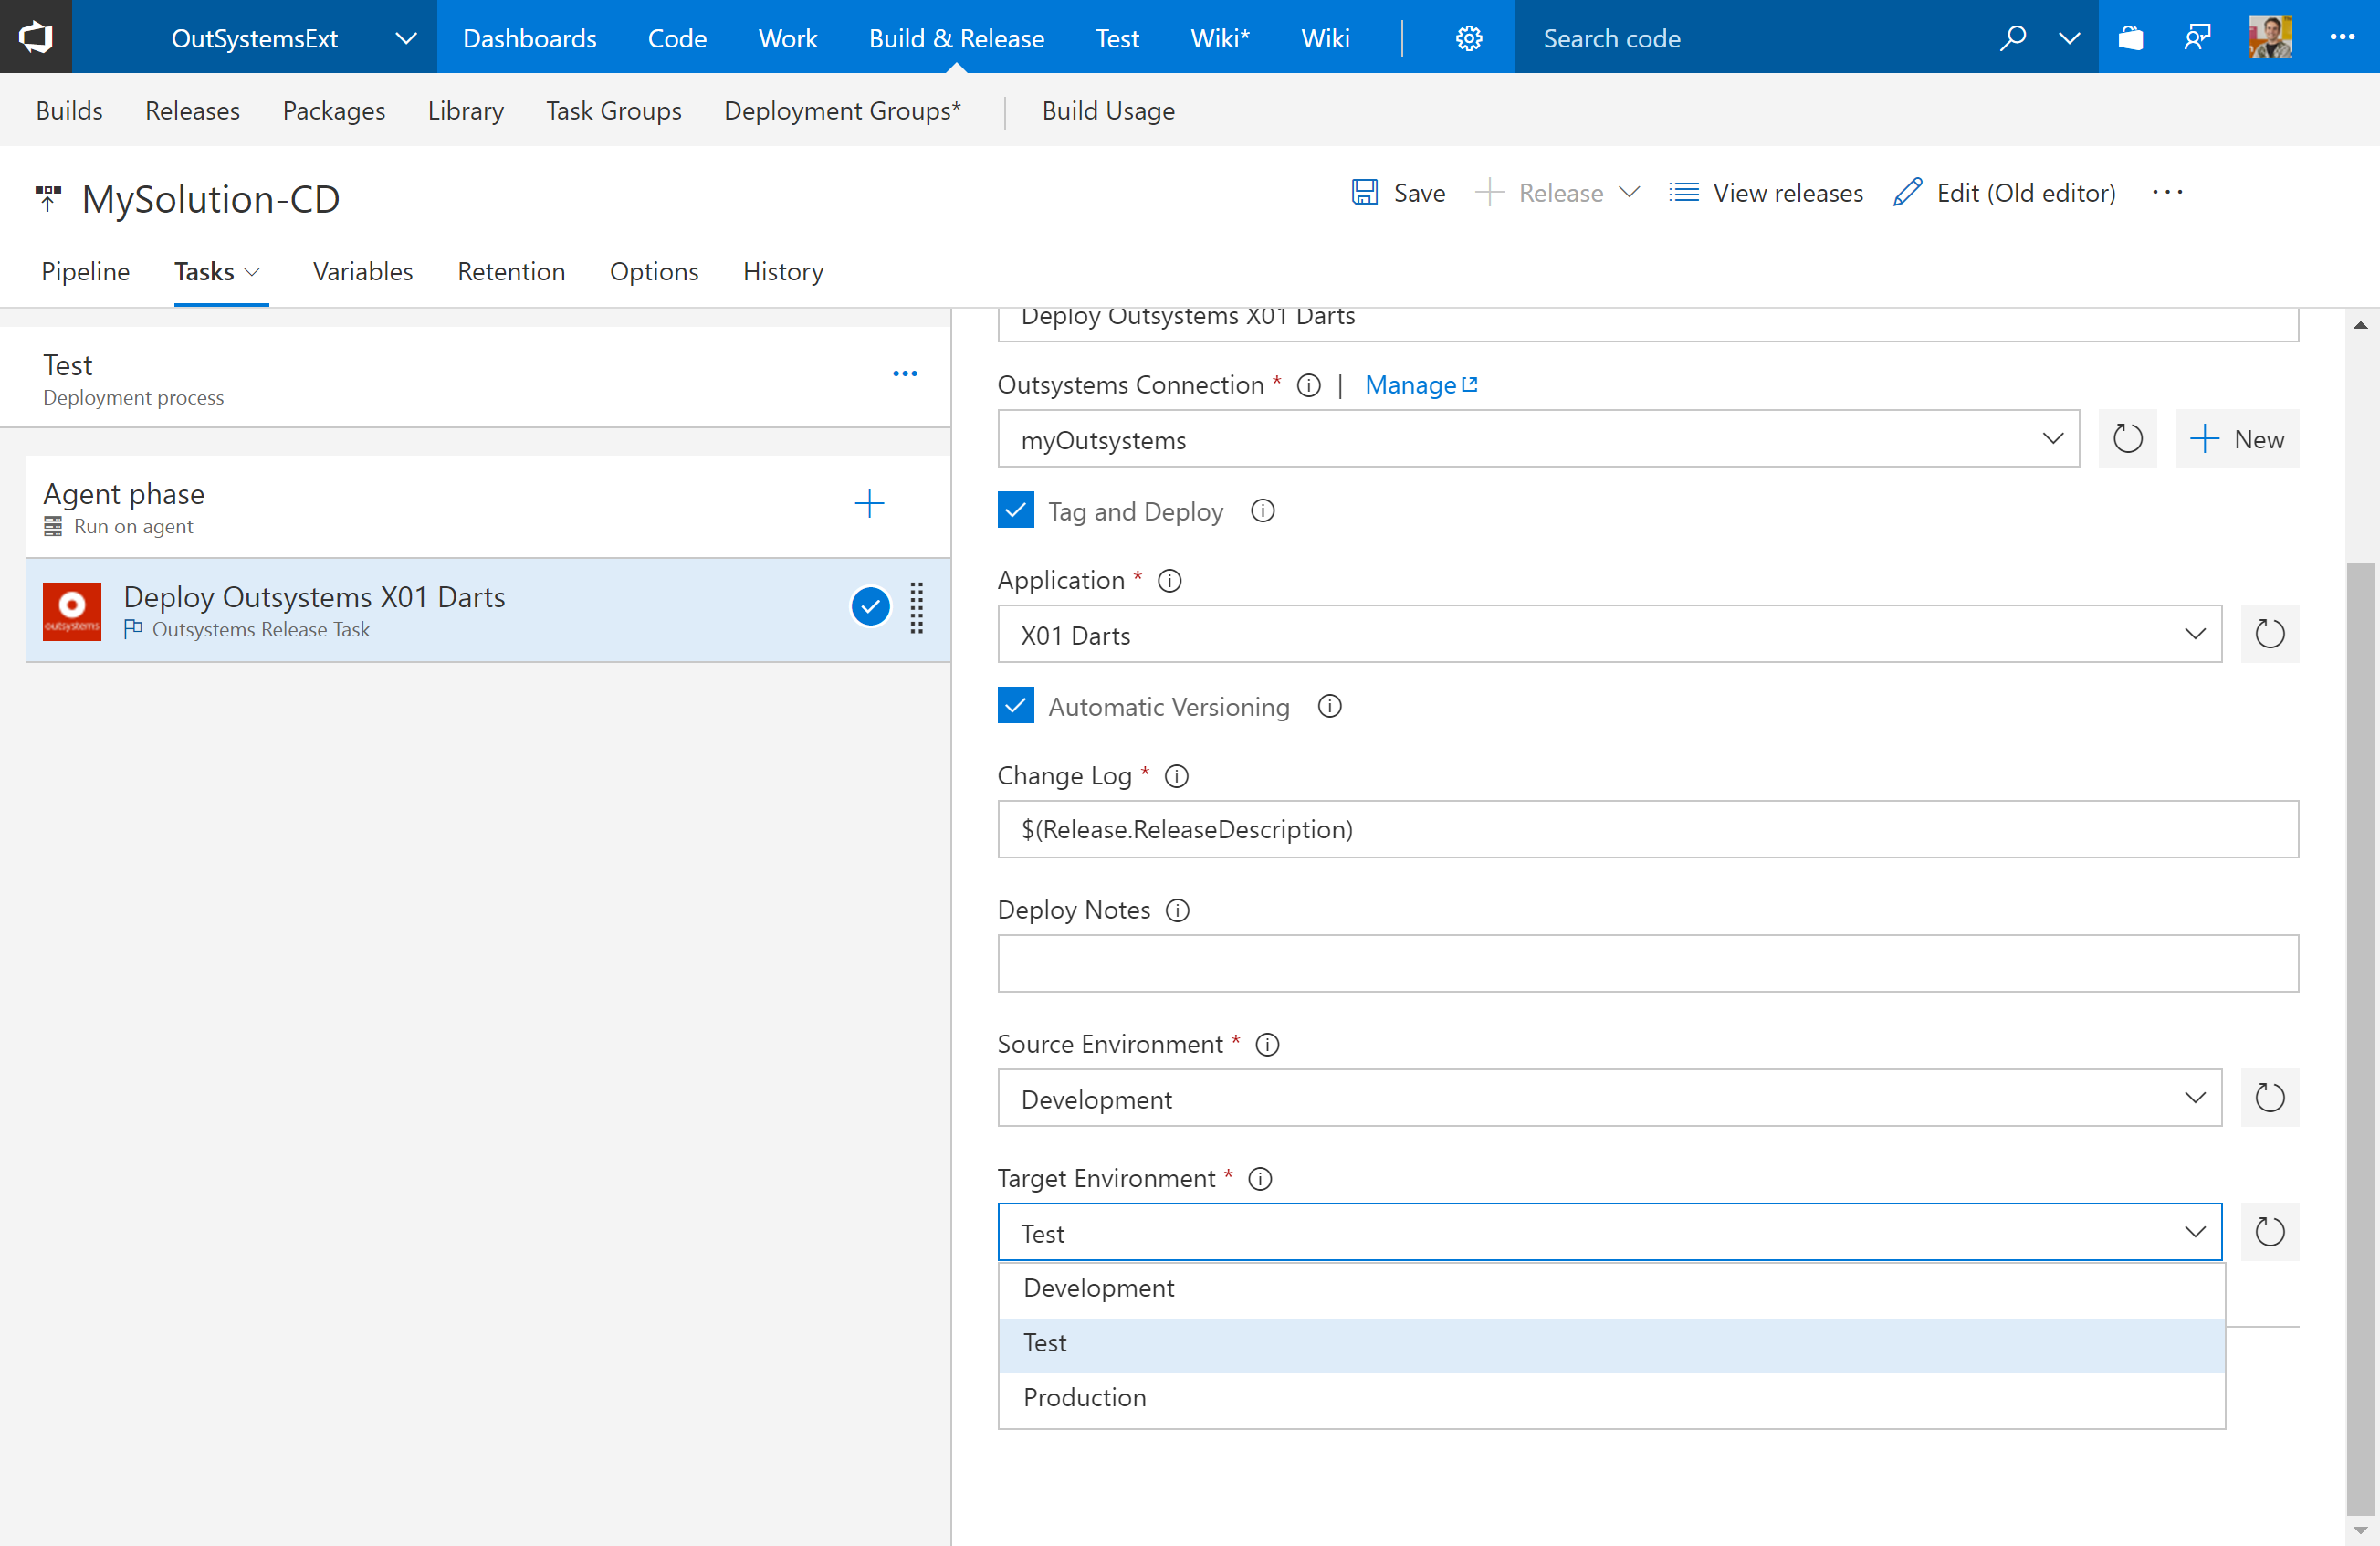 OutSystemsExt Dashboards Code Work Build & Release Test Wiki* Wiki Search code
Builds Releases Packages Library Task Groups Deployment Groups* Build Usage
MySolution-CD
Save Release View releases Edit (Old editor)
Pipeline Tasks Variables Retention Options History
Test
Deployment process
Agent phase
Run on agent
outsystems
Deploy Outsystems X01 Darts
Outsystems Release Task
Deploy Outsystems X01 Darts
Outsystems Connection * | Manage
myOutsystems
New
Tag and Deploy
Application *
X01 Darts
Automatic Versioning
Change Log *
$(Release.ReleaseDescription)
Deploy Notes
Source Environment *
Development
Target Environment *
Test
Development
Test
Production